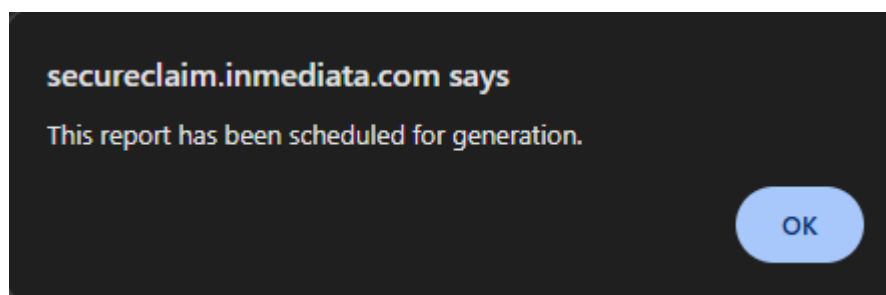 secureclaim.inmediata.com says
This report has been scheduled for generation.
OK